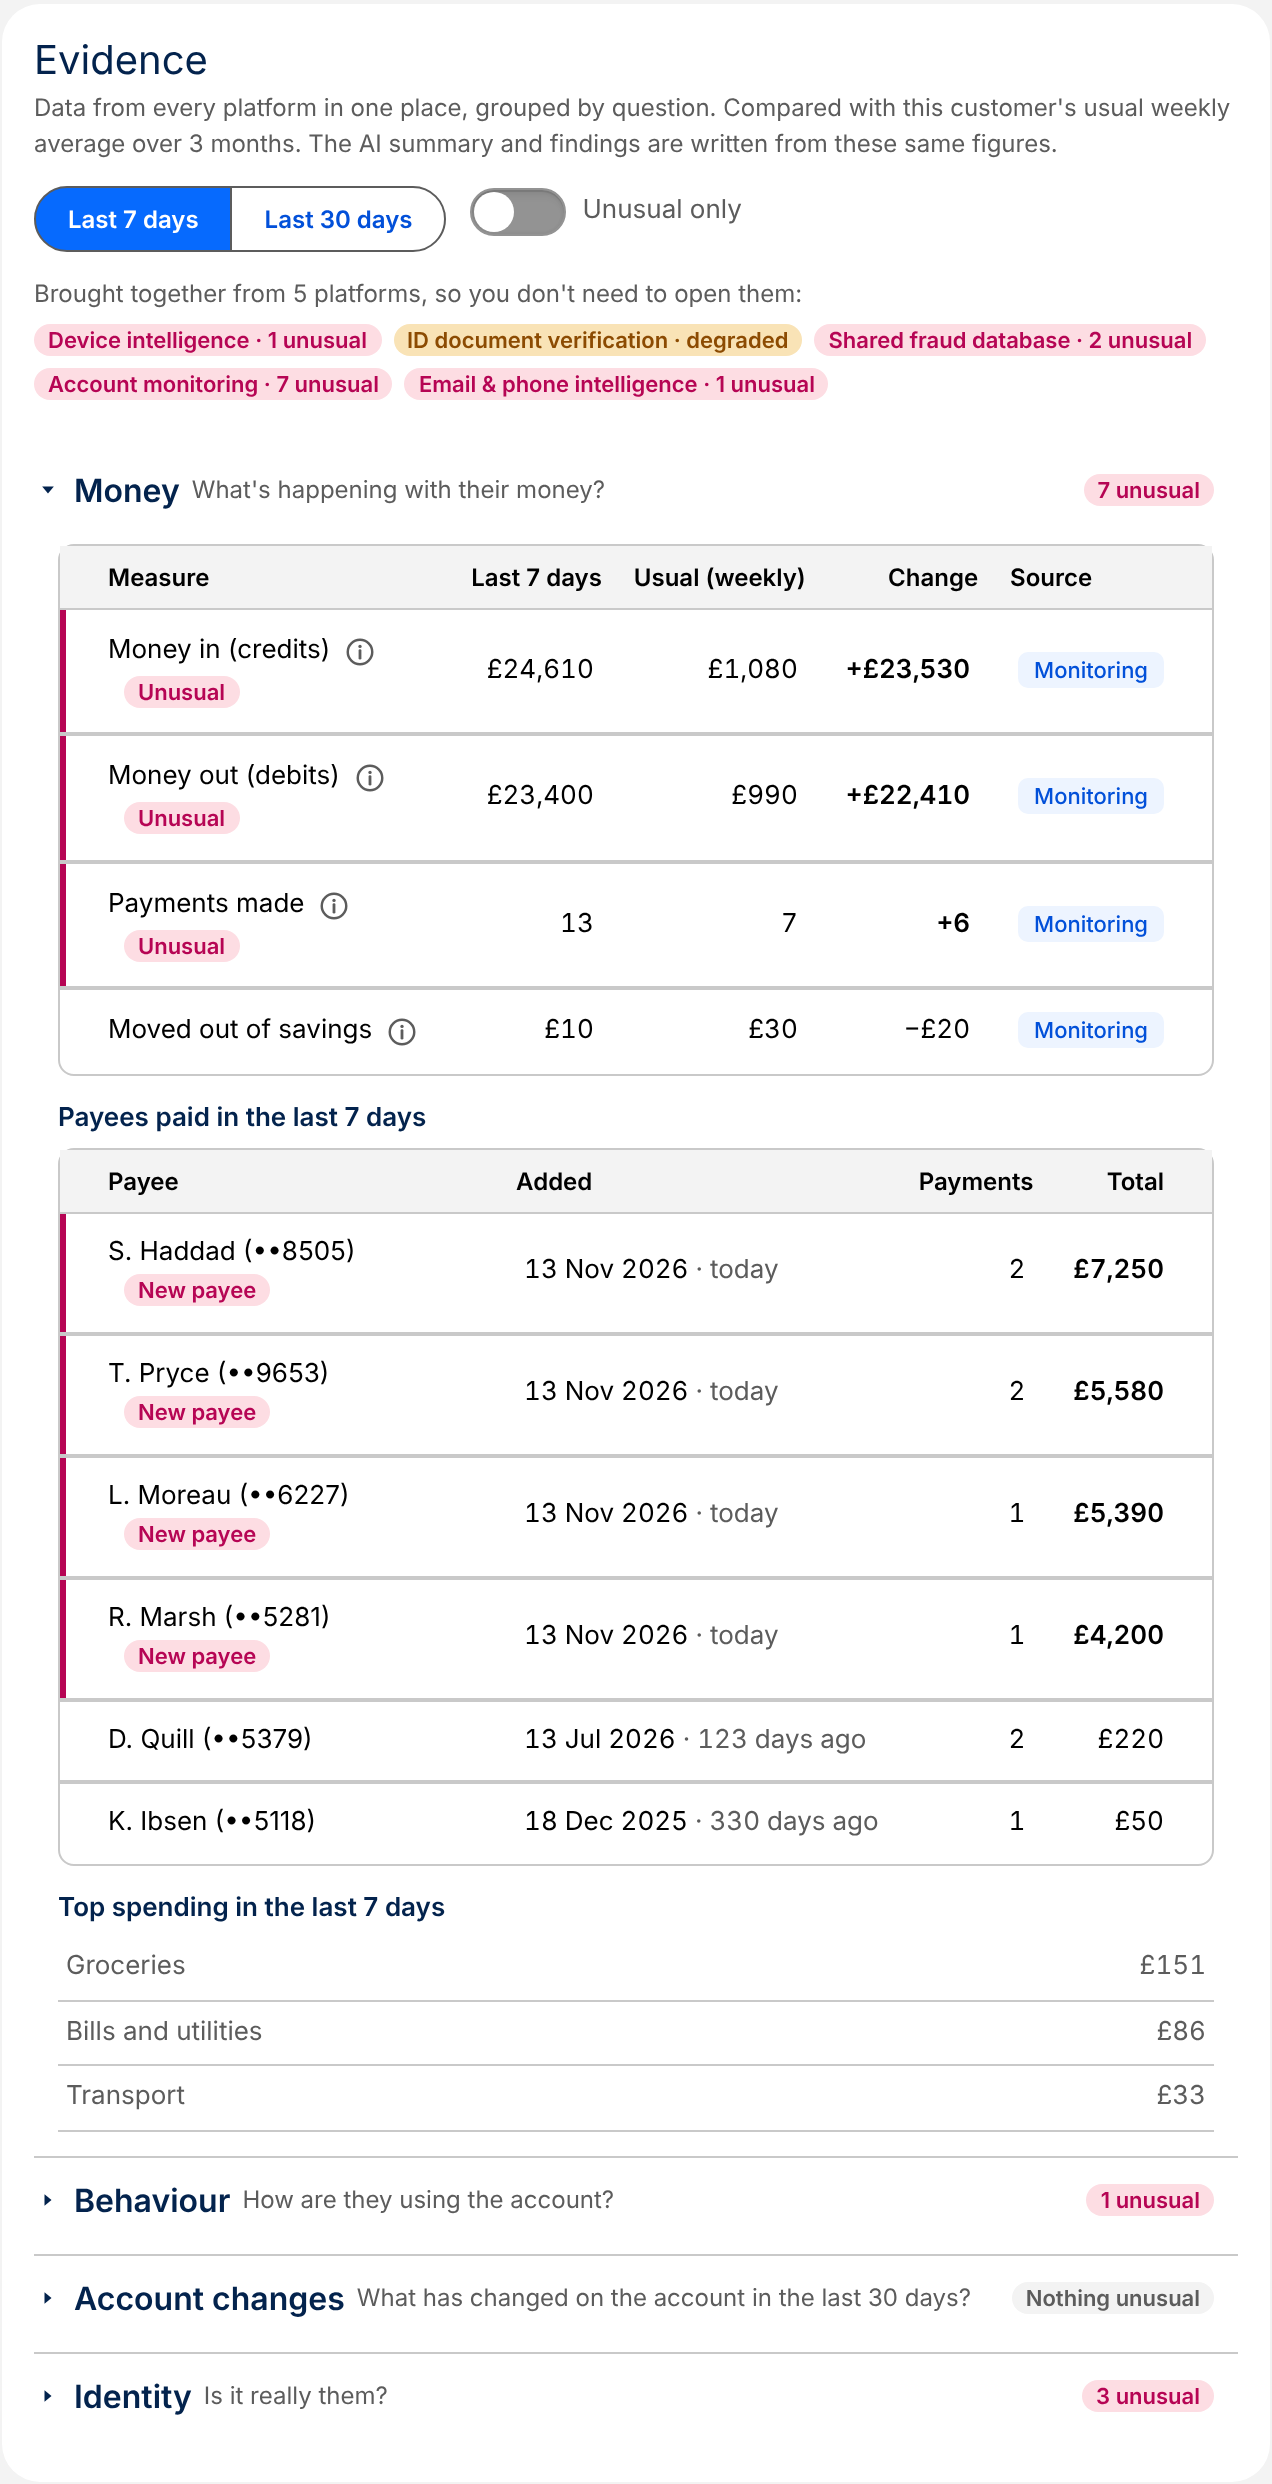 Evidence
Data from every platform in one place, grouped by question. Compared with this customer's usual weekly
average over 3 months. The AI summary and findings are written from these same figures.
Last 7 days Last 30 days Unusual only
Brought together from 5 platforms, so you don't need to open them:
Device intelligence · 1 unusual ID document verification · degraded Shared fraud database · 2 unusual
Account monitoring · 7 unusual Email & phone intelligence · 1 unusual
Money What's happening with their money? 7 unusual
Measure Last 7 days Usual (weekly) Change Source
Money in (credits) £24,610 £1,080 +£23,530 Monitoring
Unusual
Money out (debits) £23,400 £990 +£22,410 Monitoring
Unusual
Payments made 13 7 +6 Monitoring
Unusual
Moved out of savings £10 £30 −£20 Monitoring
Payees paid in the last 7 days
Payee Added Payments Total
S. Haddad (••8505) 13 Nov 2026 · today 2 £7,250
New payee
T. Pryce (••9653) 13 Nov 2026 · today 2 £5,580
New payee
L. Moreau (••6227) 13 Nov 2026 · today 1 £5,390
New payee
R. Marsh (••5281) 13 Nov 2026 · today 1 £4,200
New payee
D. Quill (••5379) 13 Jul 2026 · 123 days ago 2 £220
K. Ibsen (••5118) 18 Dec 2025 · 330 days ago 1 £50
Top spending in the last 7 days
Groceries £151
Bills and utilities £86
Transport £33
Behaviour How are they using the account? 1 unusual
Account changes What has changed on the account in the last 30 days? Nothing unusual
Identity Is it really them? 3 unusual